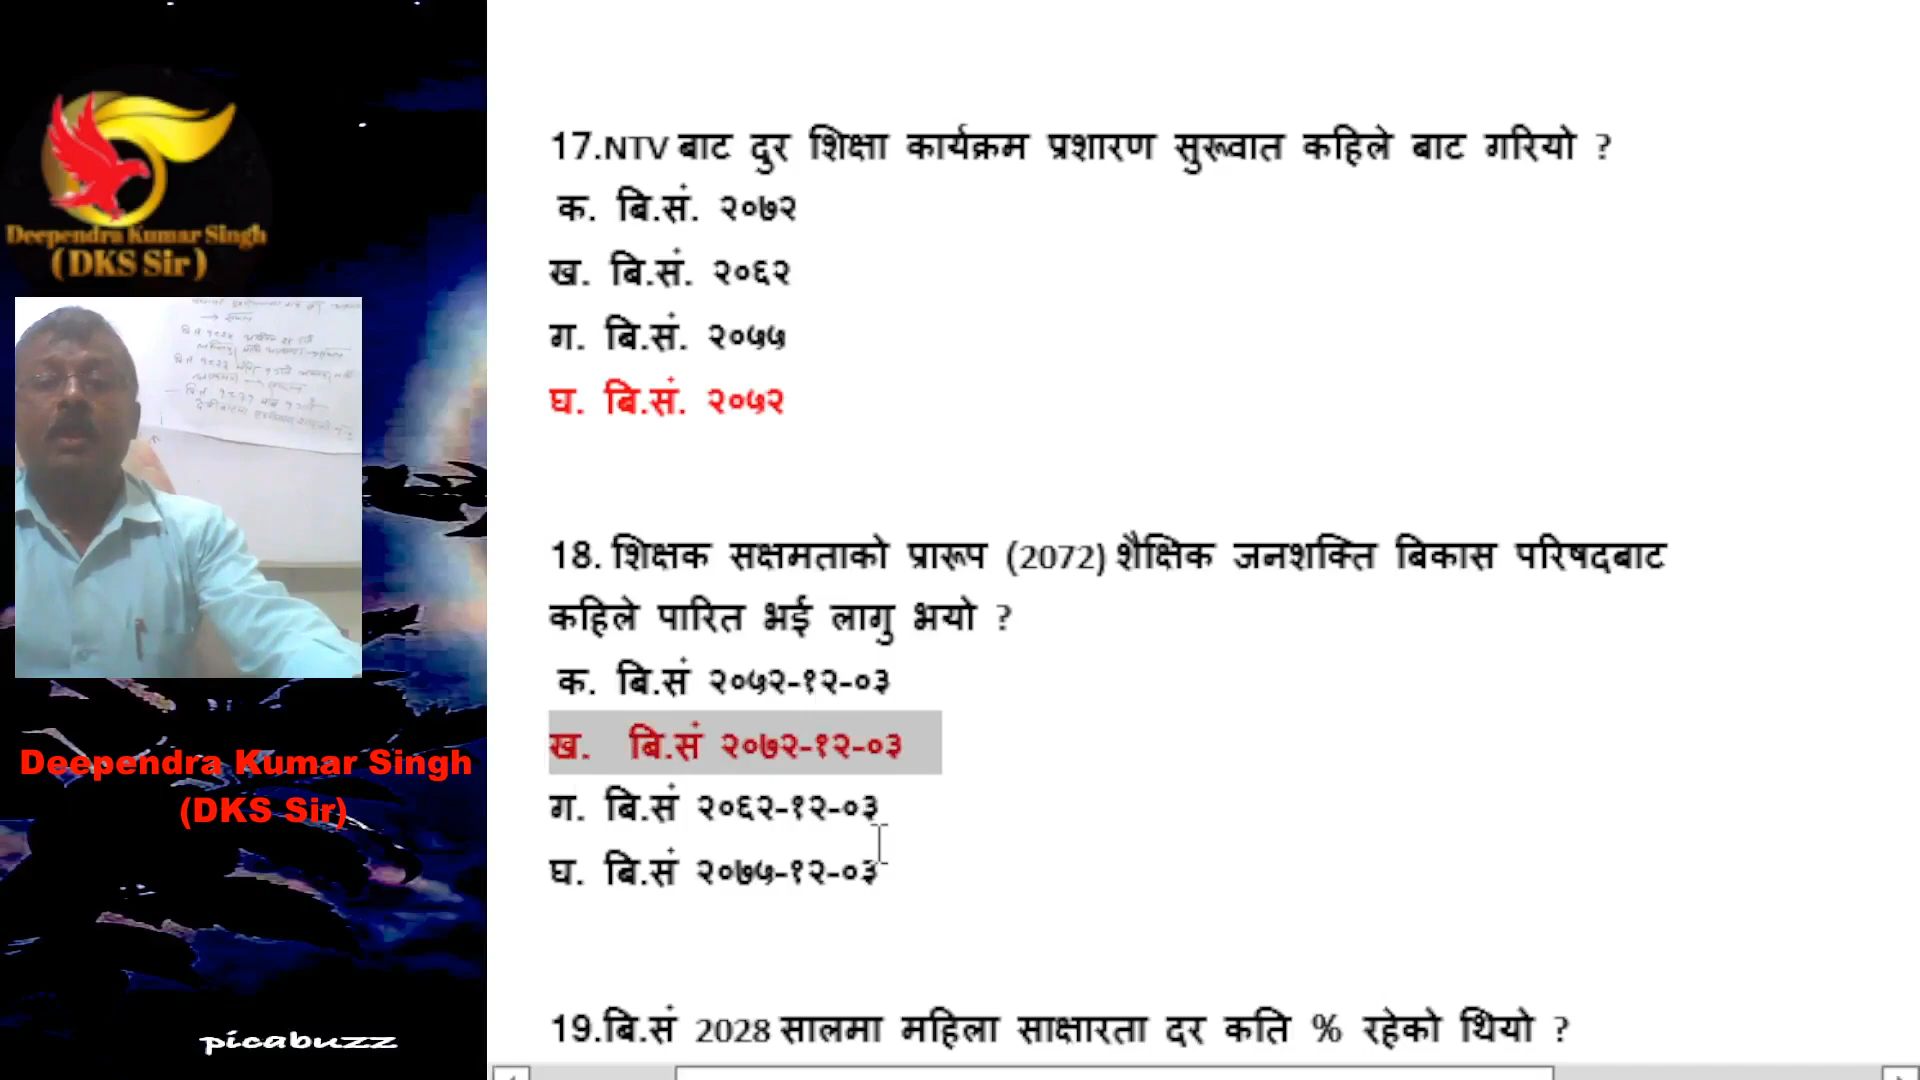 Deependra Kumar Singh
(DKS Sir)
Deependra Kumar Singh
(DKS Sir)
picabuzz
17.NTV बाट दुर शिक्षा कार्यक्रम प्रशारण सुरूवात कहिले बाट गरियो ?
क. बि.सं. २०७२
ख. बि.सं. २०६२
ग. बि.सं. २०५५
घ. बि.सं. २०५२
18. शिक्षक सक्षमताको प्रारूप (2072) शैक्षिक जनशक्ति बिकास परिषदबाट
कहिले पारित भई लागु भयो ?
क. बि.सं २०५२-१२-०३
ख. बि.सं २०७२-१२-०३
ग. बि.सं २०६२-१२-०३
घ. बि.सं २०७५-१२-०३
19.बि.सं 2028 सालमा महिला साक्षारता दर कति % रहेको थियो ?